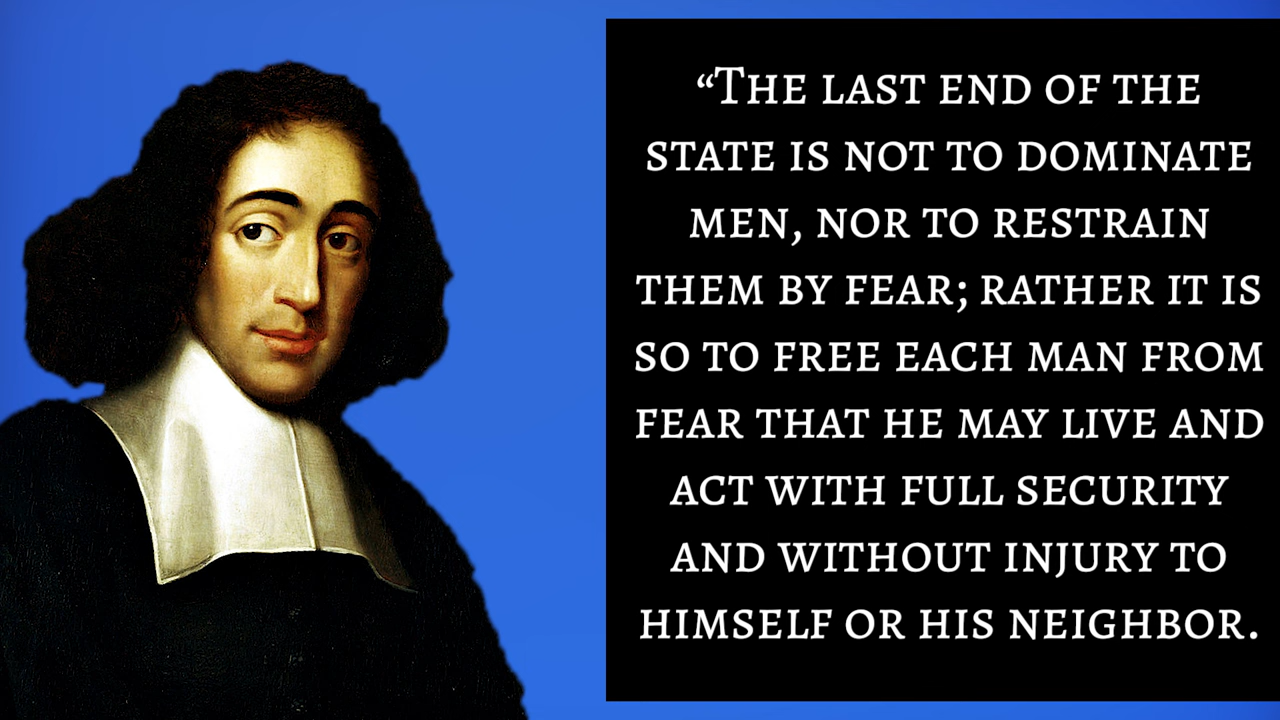 “The last end of the
state is not to dominate
men, nor to restrain
them by fear; rather it is
so to free each man from
fear that he may live and
act with full security
and without injury to
himself or his neighbor.